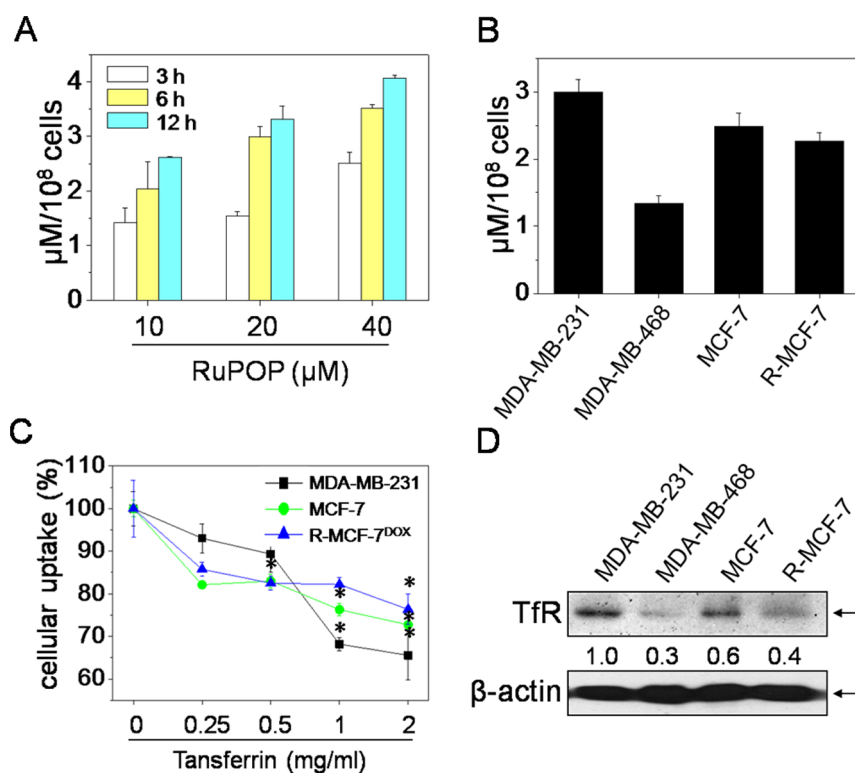 A
μM/10⁸ cells
4
3
2
1
0
3 h
6 h
12 h
10 20 40
RuPOP (μM)
B
μM/10⁸ cells
3
2
1
0
MDA-MB-231
MDA-MB-468
MCF-7
R-MCF-7
C
cellular uptake (%)
110
100
90
80
70
60
MDA-MB-231
MCF-7
R-MCF-7ᴰᴼˣ
* * * * * *
0 0.25 0.5 1 2
Tansferrin (mg/ml)
D
MDA-MB-231
MDA-MB-468
MCF-7
R-MCF-7
TfR
1.0 0.3 0.6 0.4
β-actin